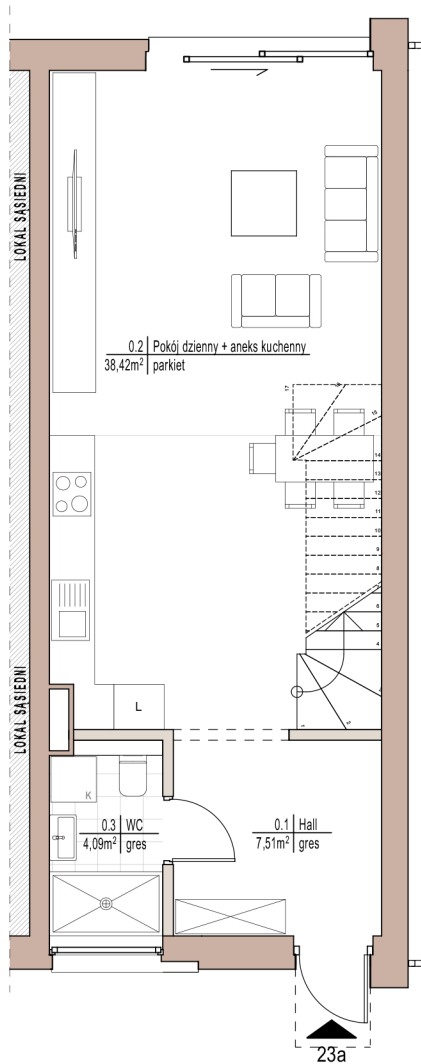 LOKAL SĄSIEDNI
0.2 Pokój dzienny + aneks kuchenny
38,42m² parkiet
17
16
15
14
13
12
11
10
9
8
6
5
4
2
1
L
LOKAL SĄSIEDNI
K
0.3 WC
4,09m² gres
0.1 Hall
7,51m² gres
23a